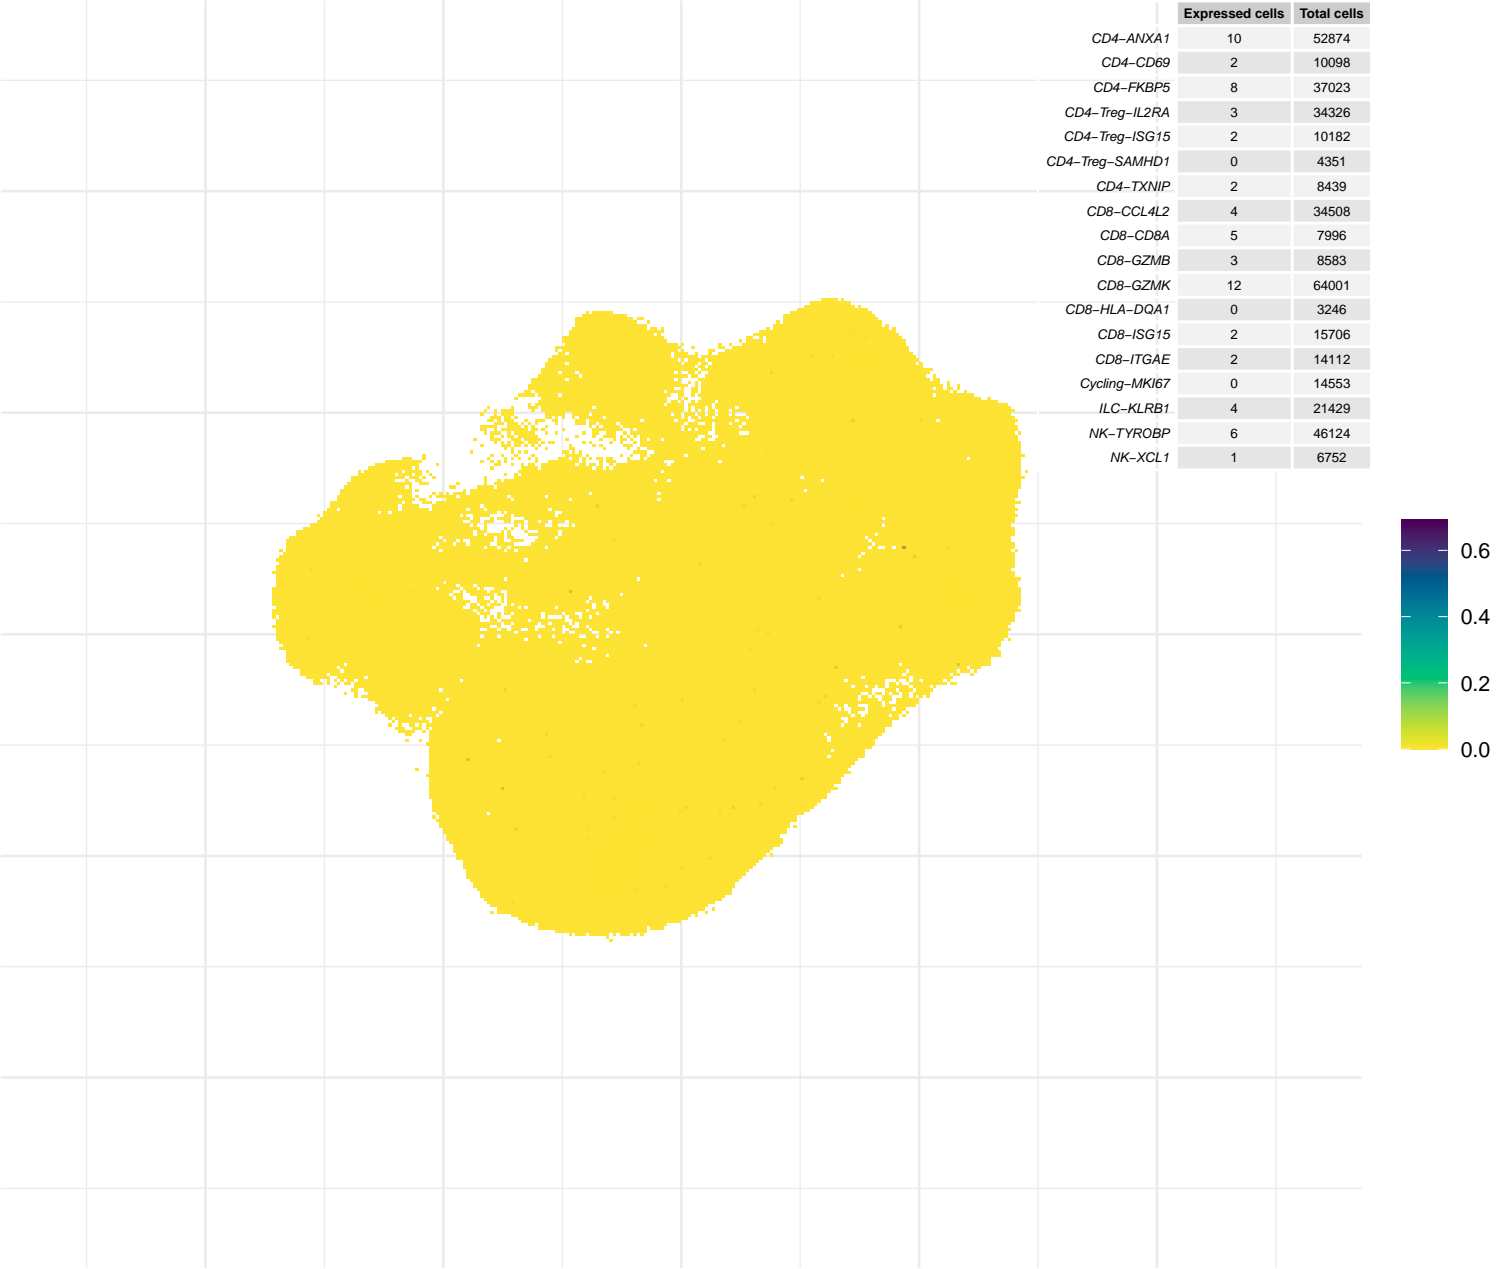 Expressed cells Total cells
CD4−ANXA1 10 52874
CD4−CD69 2 10098
CD4−FKBP5 8 37023
CD4−Treg−IL2RA 3 34326
CD4−Treg−ISG15 2 10182
CD4−Treg−SAMHD1 0 4351
CD4−TXNIP 2 8439
CD8−CCL4L2 4 34508
CD8−CD8A 5 7996
CD8−GZMB 3 8583
CD8−GZMK 12 64001
CD8−HLA−DQA1 0 3246
CD8−ISG15 2 15706
CD8−ITGAE 2 14112
Cycling−MKI67 0 14553
ILC−KLRB1 4 21429
NK−TYROBP 6 46124
NK−XCL1 1 6752
0.6
0.4
0.2
0.0